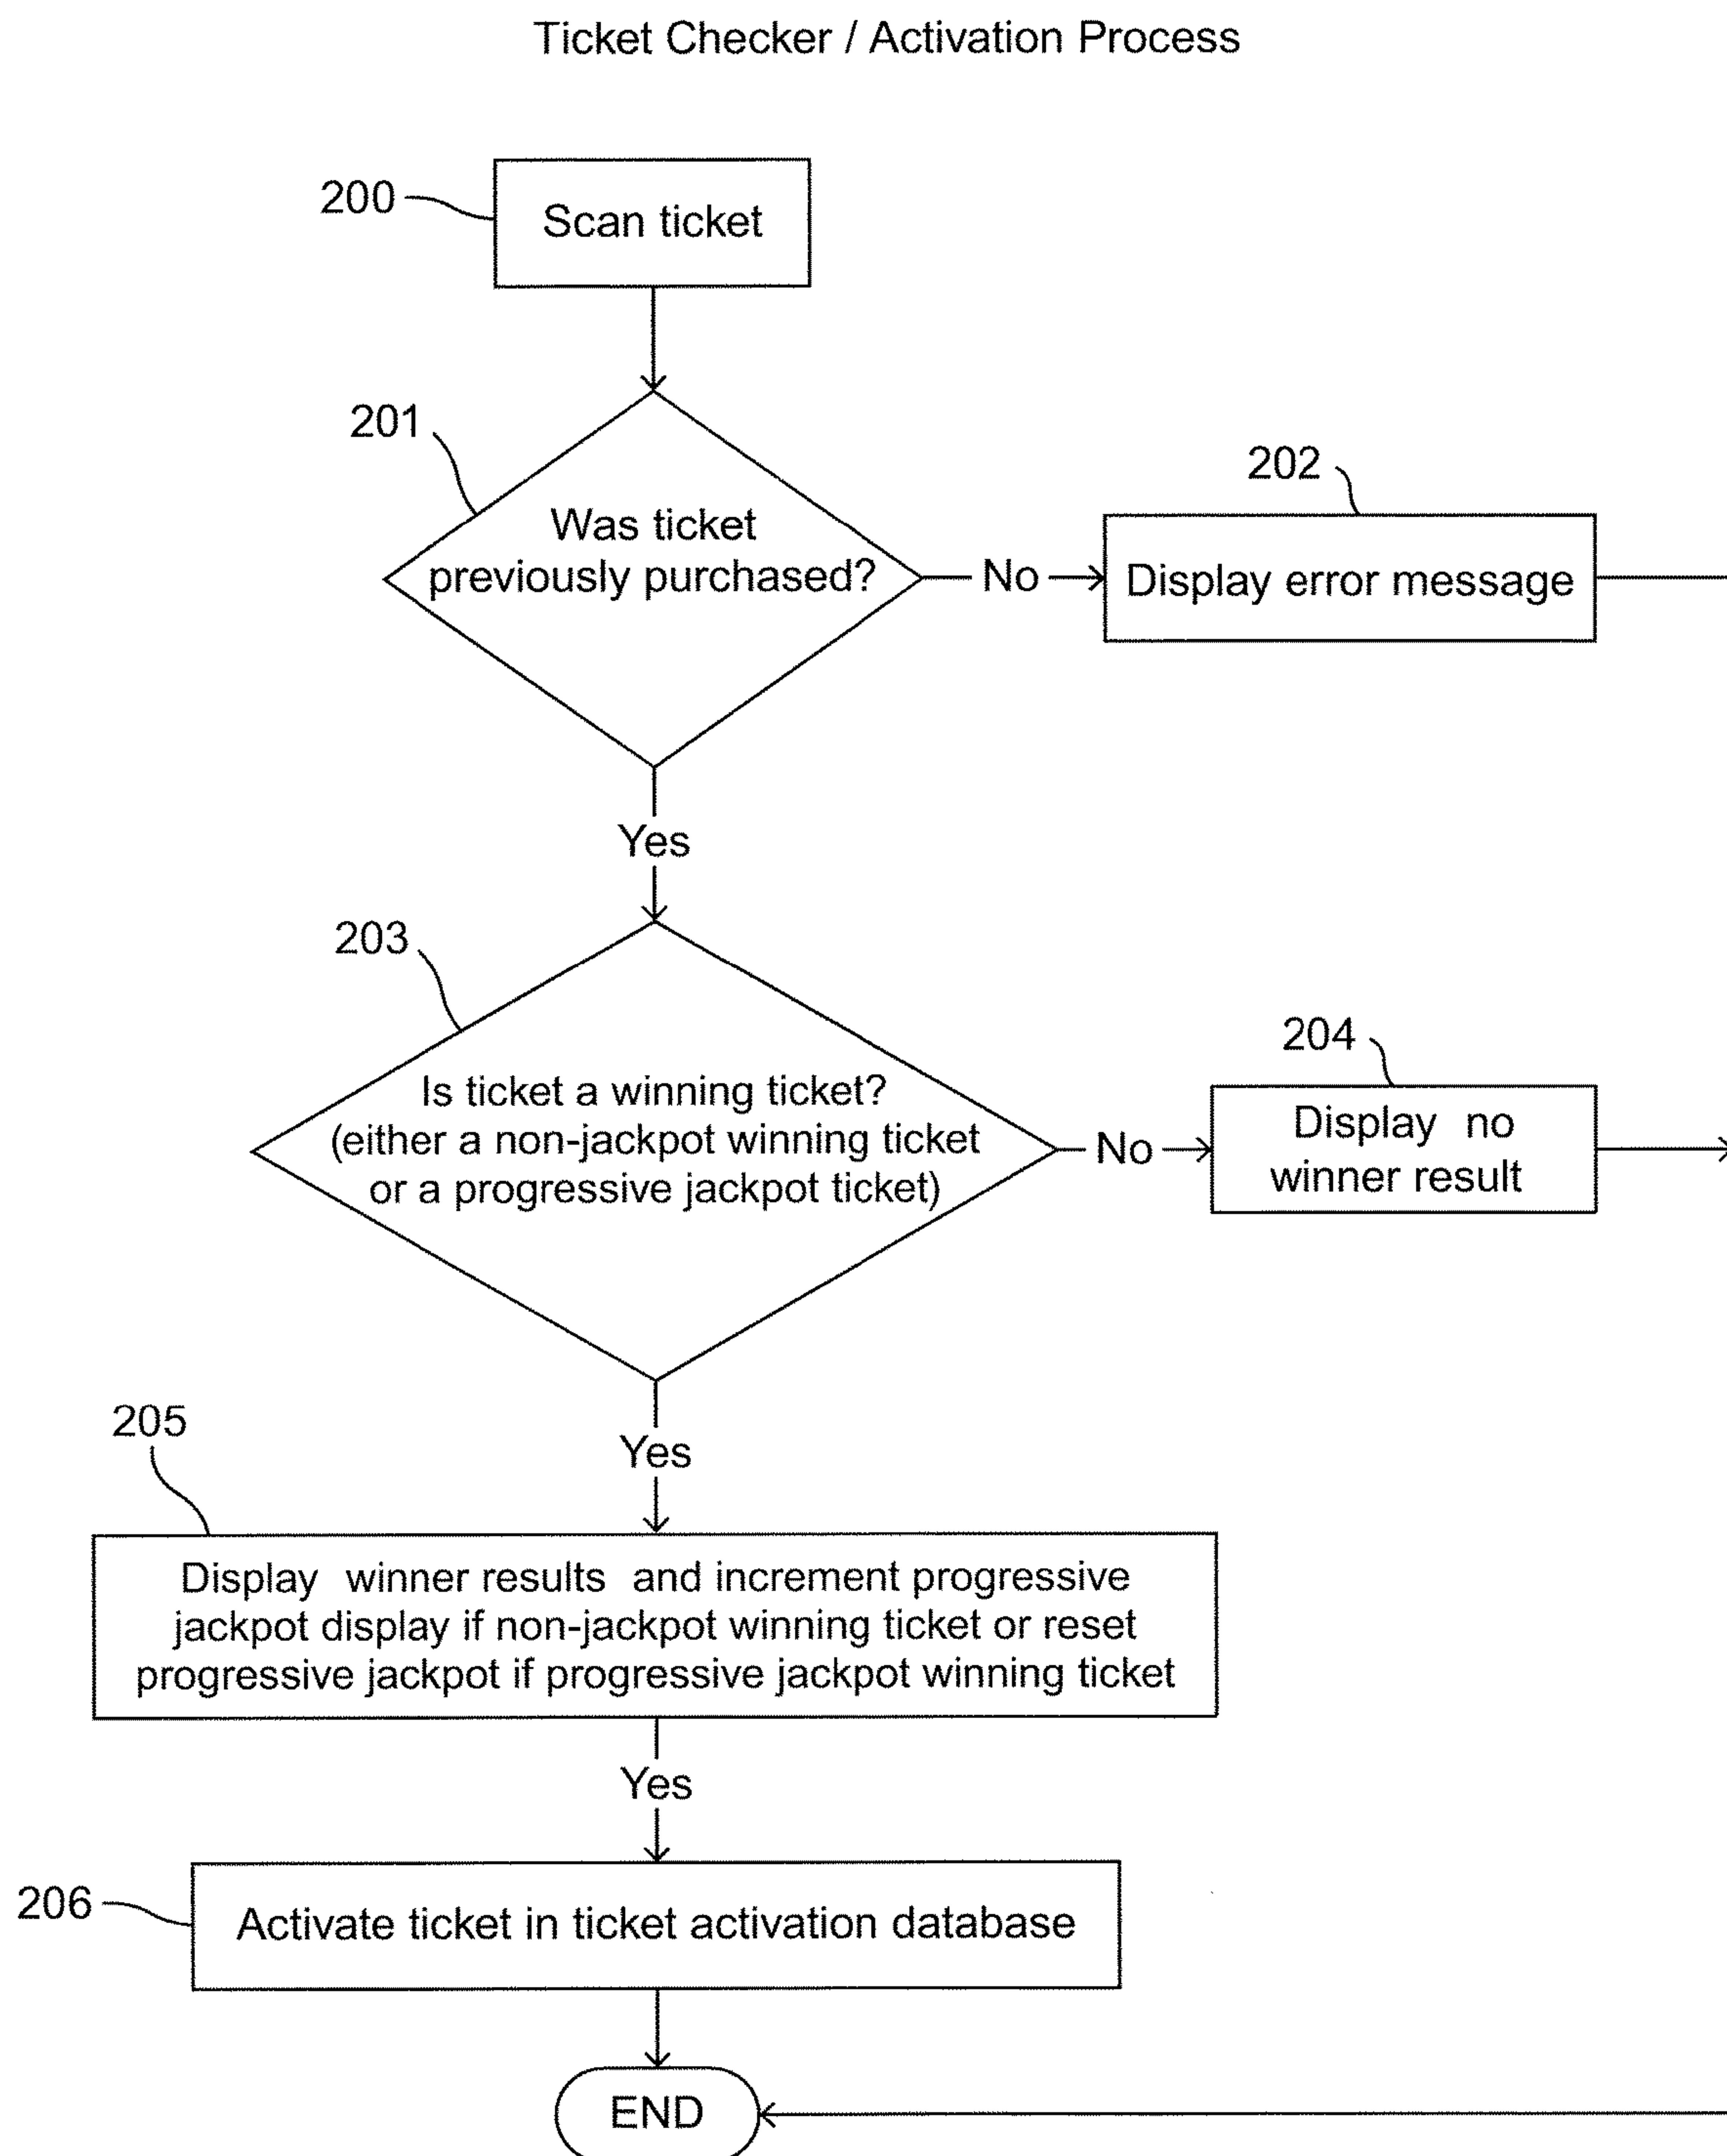 Ticket Checker / Activation Process
200
Scan ticket
201
Was ticket
previously purchased?
No
202
Display error message
Yes
203
Is ticket a winning ticket?
(either a non-jackpot winning ticket
or a progressive jackpot ticket)
No
204
Display no
winner result
Yes
205
Display winner results and increment progressive
jackpot display if non-jackpot winning ticket or reset
progressive jackpot if progressive jackpot winning ticket
Yes
206
Activate ticket in ticket activation database
END